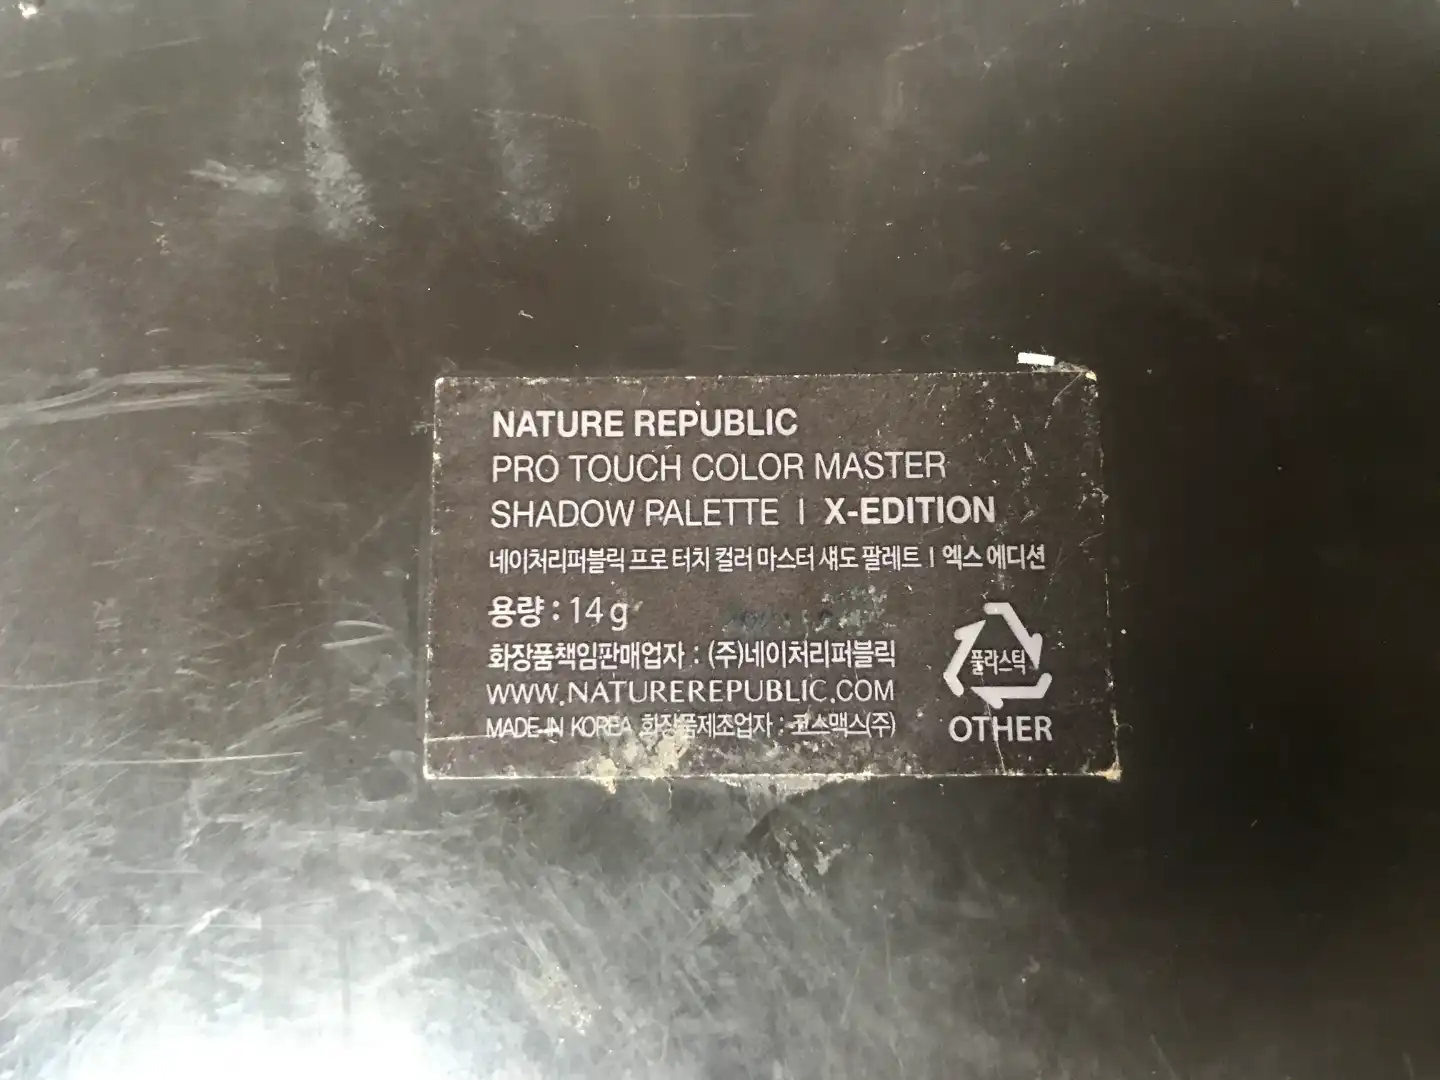 NATURE REPUBLIC
PRO TOUCH COLOR MASTER
SHADOW PALETTE | X-EDITION
네이처리퍼블릭 프로 터치 컬러 마스터 섀도 팔레트 | 엑스 에디션
용량 : 14 g
화장품책임판매업자 : (주)네이처리퍼블릭
WWW.NATUREREPUBLIC.COM
MADE IN KOREA 화장품제조업자 : 코스맥스(주)
플라스틱
OTHER